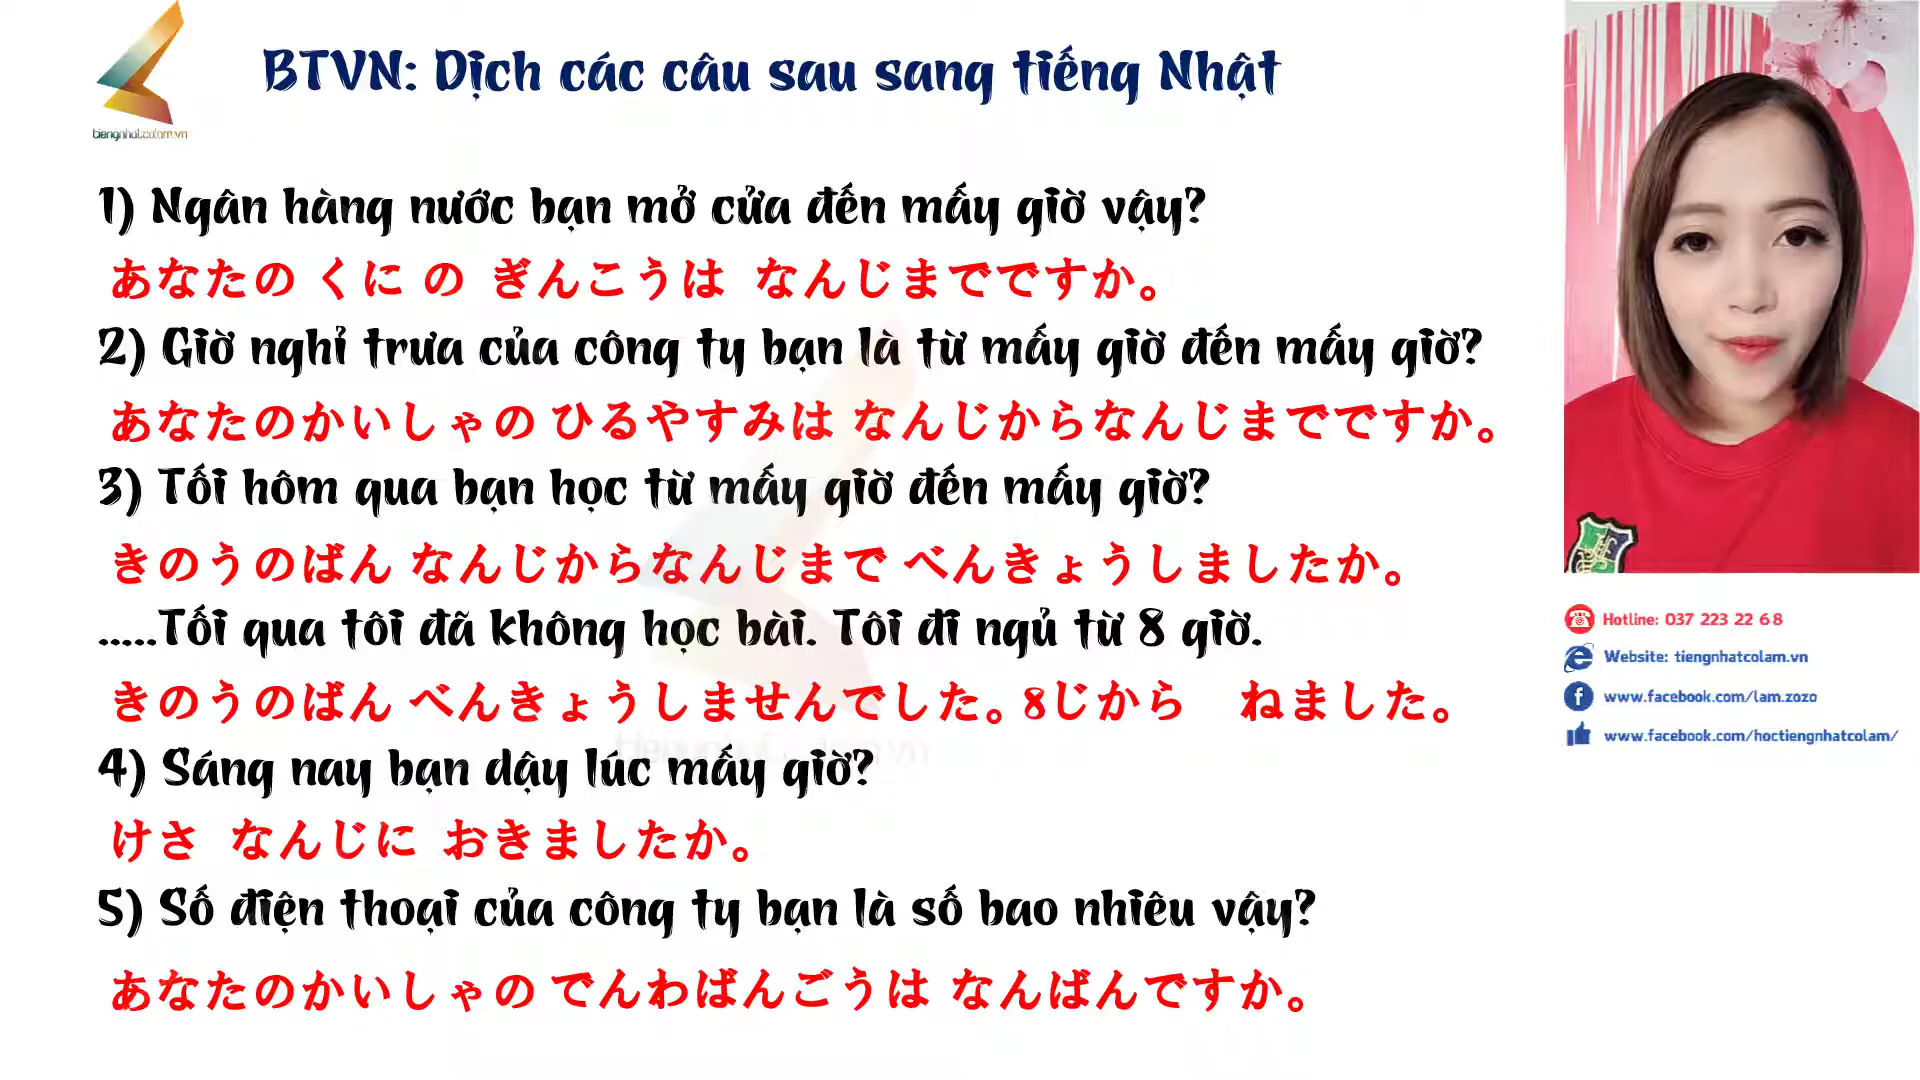 tiengnhatcolam.vn
BTVN: Dịch các câu sau sang tiếng Nhật
1) Ngân hàng nước bạn mở cửa đến mấy giờ vậy?
あなたの くに の ぎんこうは なんじまでですか。
2) Giờ nghỉ trưa của công ty bạn là từ mấy giờ đến mấy giờ?
あなたのかいしゃの ひるやすみは なんじからなんじまでですか。
3) Tối hôm qua bạn học từ mấy giờ đến mấy giờ?
きのうのばん なんじからなんじまで べんきょうしましたか。
.....Tối qua tôi đã không học bài. Tôi đi ngủ từ 8 giờ.
きのうのばん べんきょうしませんでした。8じから　ねました。
4) Sáng nay bạn dậy lúc mấy giờ?
けさ なんじに おきましたか。
5) Số điện thoại của công ty bạn là số bao nhiêu vậy?
あなたのかいしゃの でんわばんごうは なんばんですか。
Hotline: 037 223 22 68
Website: tiengnhatcolam.vn
www.facebook.com/lam.zozo
www.facebook.com/hoctiengnhatcolam/